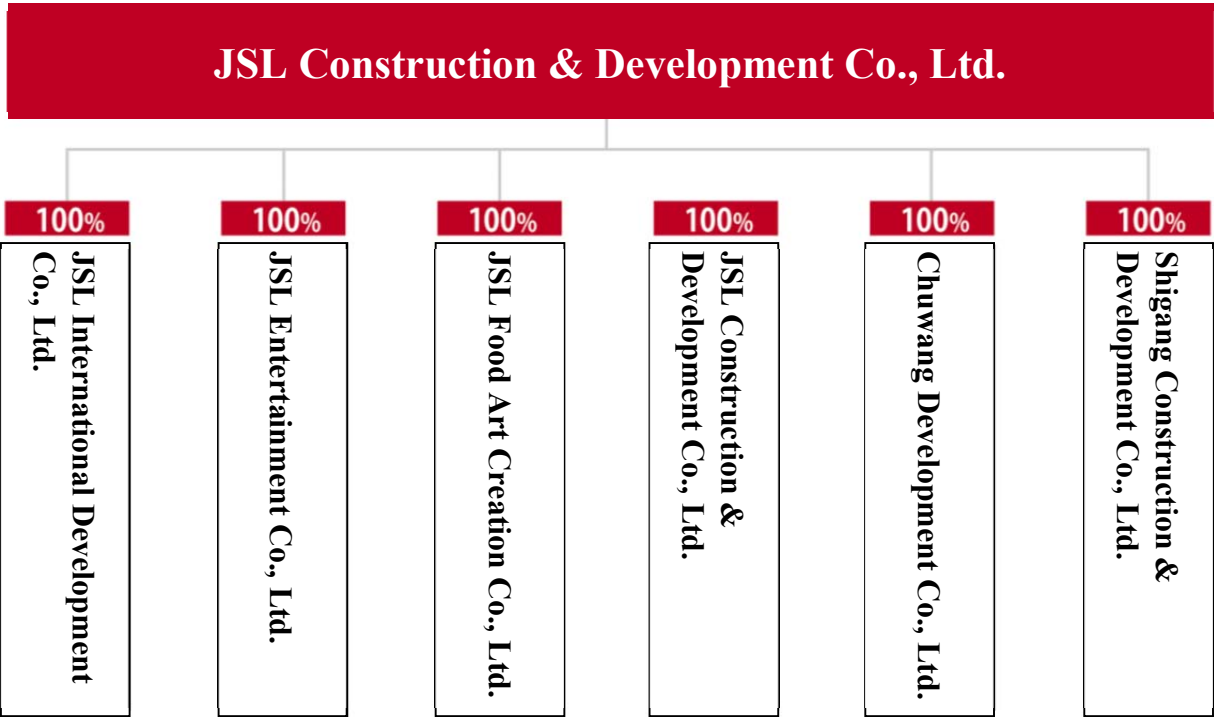 JSL Construction & Development Co., Ltd.
100%
100%
100%
100%
100%
100%
JSL International Development
Co., Ltd.
JSL Entertainment Co., Ltd.
JSL Food Art Creation Co., Ltd.
JSL Construction &
Development Co., Ltd.
Chuwang Development Co., Ltd.
Shigang Construction &
Development Co., Ltd.